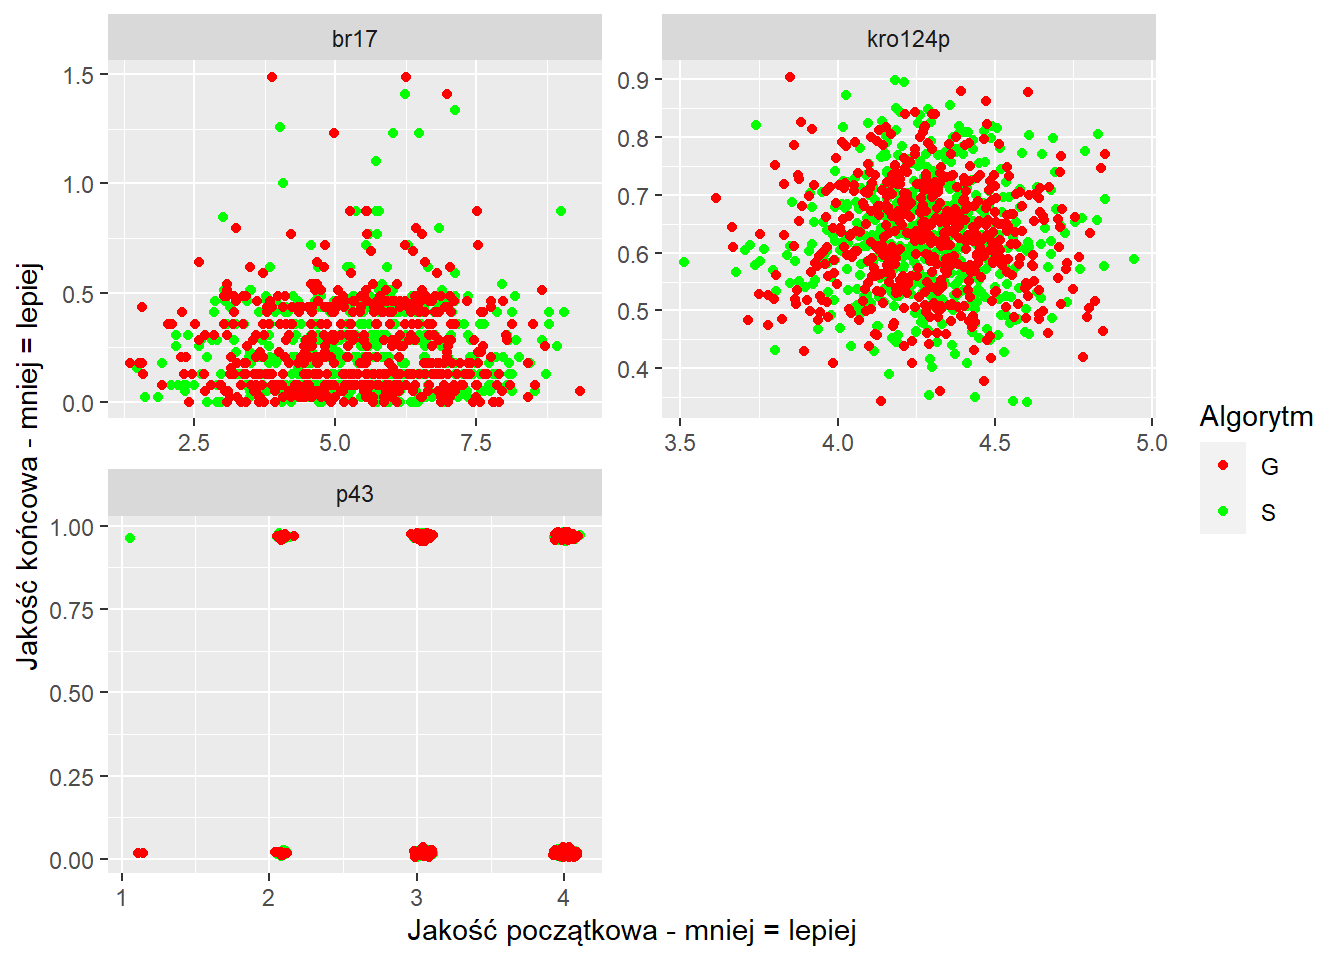 br17
kro124p
1.5
1.0
0.5
0.0
0.9
0.8
0.7
0.6
0.5
0.4
2.5 5.0 7.5
3.5 4.0 4.5 5.0
p43
1.00
0.75
0.50
0.25
0.00
1 2 3 4
Jakość początkowa - mniej = lepiej
Jakość końcowa - mniej = lepiej
Algorytm
G
S